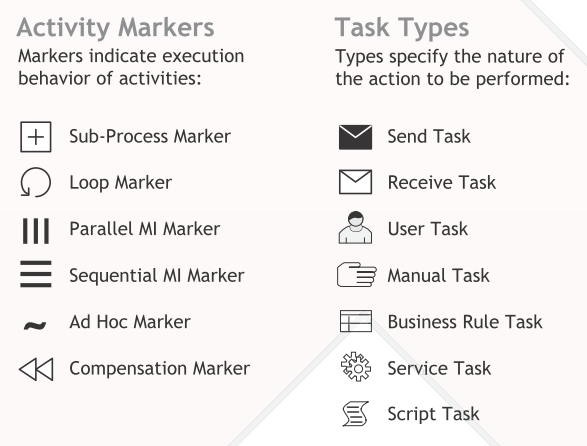 Activity Markers
Markers indicate execution
behavior of activities:
Sub-Process Marker
Loop Marker
Parallel MI Marker
Sequential MI Marker
Ad Hoc Marker
Compensation Marker
Task Types
Types specify the nature of
the action to be performed:
Send Task
Receive Task
User Task
Manual Task
Business Rule Task
Service Task
Script Task